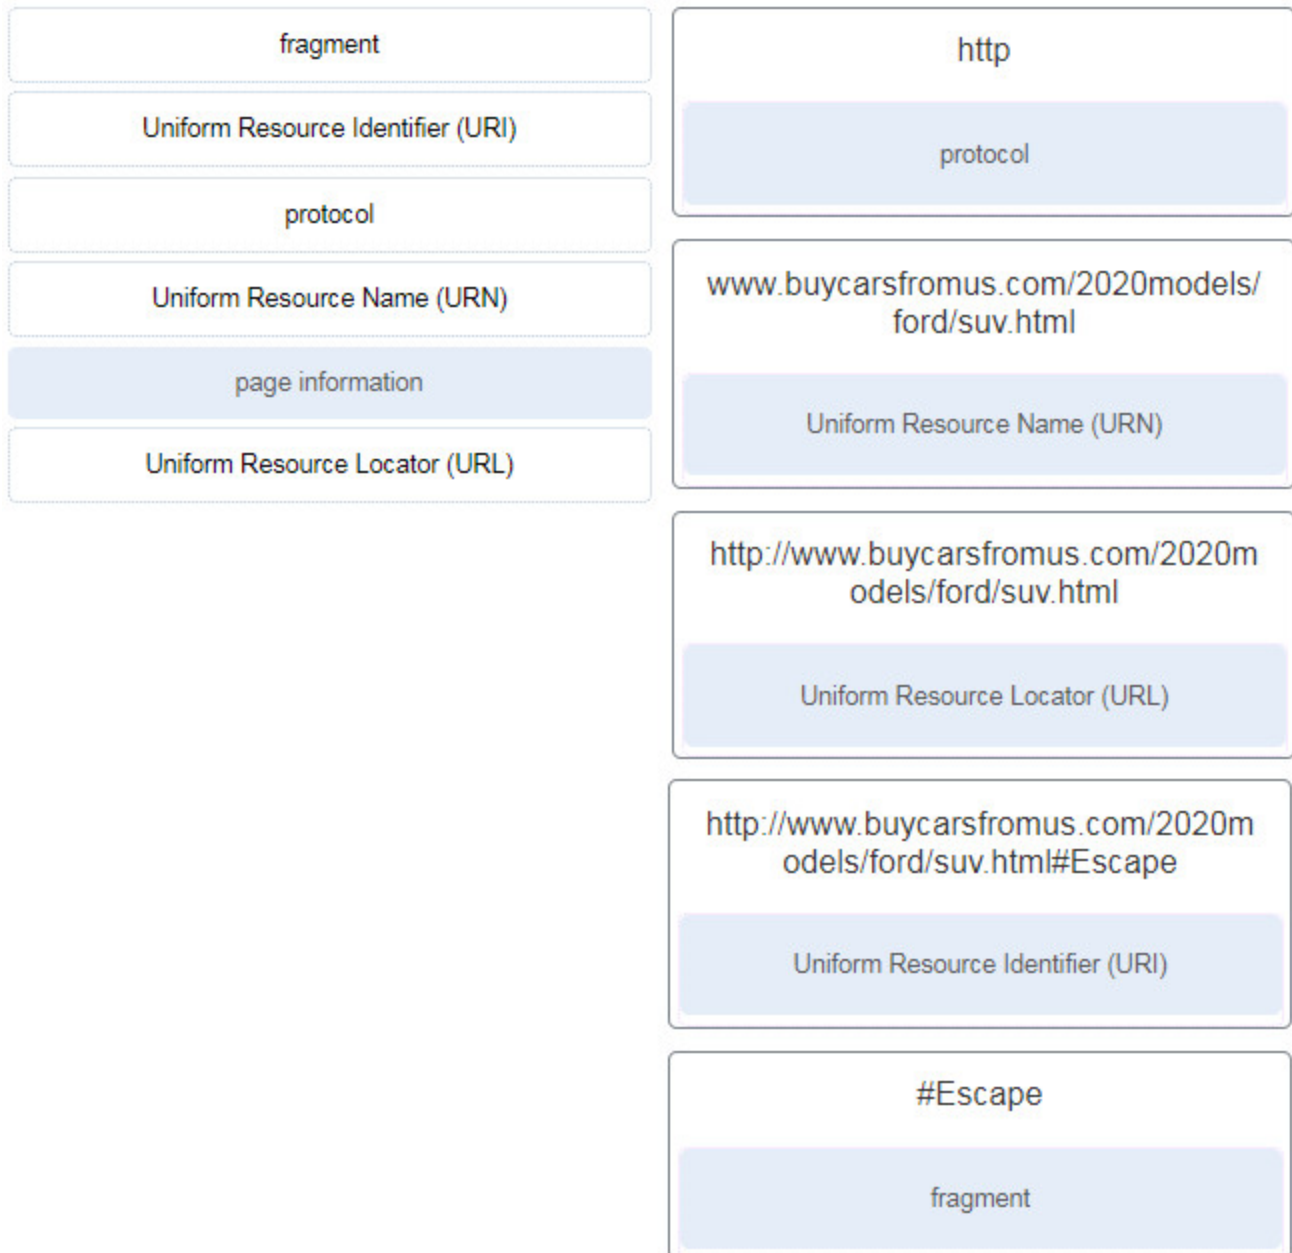 fragment
Uniform Resource Identifier (URI)
protocol
Uniform Resource Name (URN)
page information
Uniform Resource Locator (URL)
http
protocol
www.buycarsfromus.com/2020models/
ford/suv.html
Uniform Resource Name (URN)
http://www.buycarsfromus.com/2020m
odels/ford/suv.html
Uniform Resource Locator (URL)
http://www.buycarsfromus.com/2020m
odels/ford/suv.html#Escape
Uniform Resource Identifier (URI)
#Escape
fragment